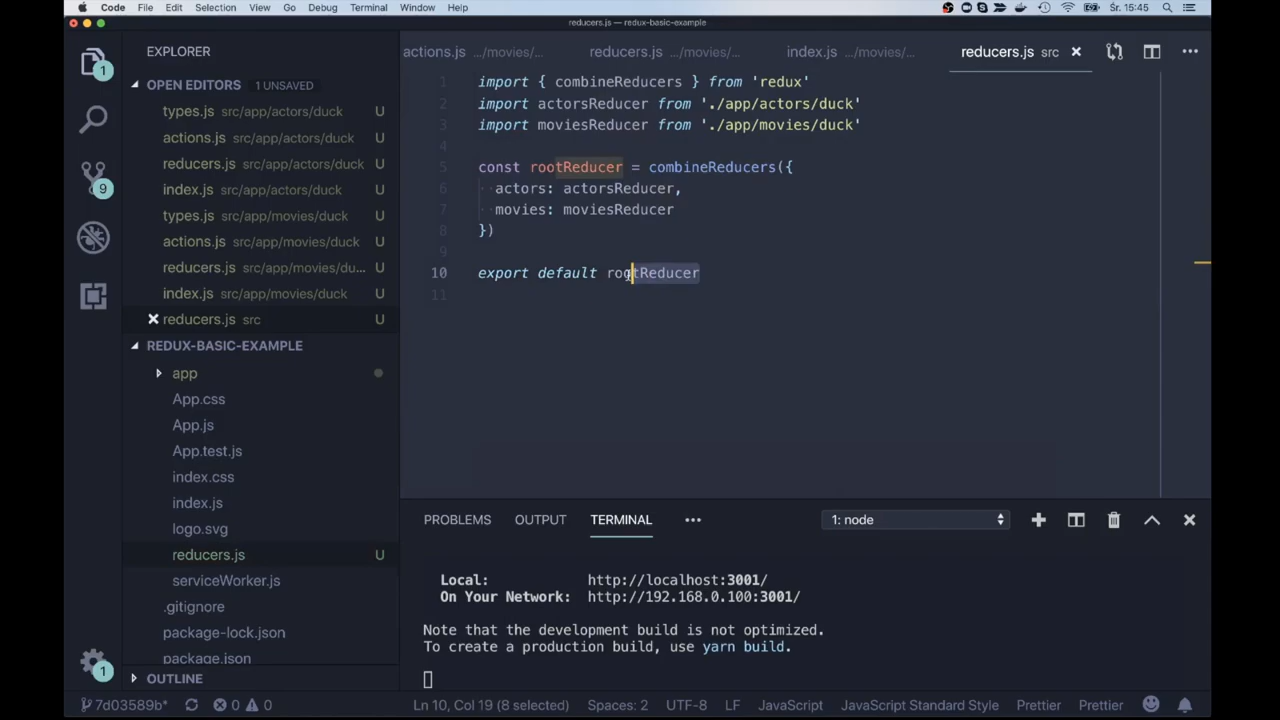 Code File Edit Selection View Go Debug Terminal Window Help Śr. 15:45
reducers.js — redux-basic-example
EXPLORER
OPEN EDITORS 1 UNSAVED
types.js src/app/actors/duck U
actions.js src/app/actors/duck U
reducers.js src/app/actors/duck U
index.js src/app/actors/duck U
types.js src/app/movies/duck U
actions.js src/app/movies/duck U
reducers.js src/app/movies/du... U
index.js src/app/movies/duck U
reducers.js src U
REDUX-BASIC-EXAMPLE
app
App.css
App.js
App.test.js
index.css
index.js
logo.svg
reducers.js U
serviceWorker.js
.gitignore
package-lock.json
package.json
OUTLINE
1
9
1
actions.js .../movies/... reducers.js .../movies/... index.js .../movies/... reducers.js src
1 import { combineReducers } from 'redux'
2 import actorsReducer from './app/actors/duck'
3 import moviesReducer from './app/movies/duck'
4
5 const rootReducer = combineReducers({
6 actors: actorsReducer,
7 movies: moviesReducer
8 })
9
10 export default rootReducer
11
PROBLEMS OUTPUT TERMINAL 1: node
Local: http://localhost:3001/
On Your Network: http://192.168.0.100:3001/
Note that the development build is not optimized.
To create a production build, use yarn build.
7d03589b* 0 0 Ln 10, Col 19 (8 selected) Spaces: 2 UTF-8 LF JavaScript JavaScript Standard Style Prettier Prettier